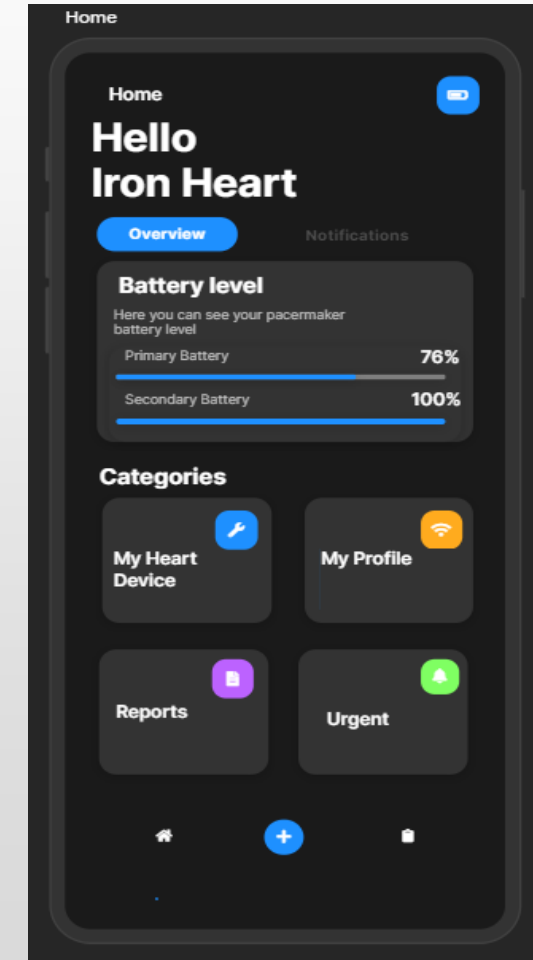 Home
Home
Hello
Iron Heart
Overview
Notifications
Battery level
Here you can see your pacermaker
battery level
Primary Battery
76%
Secondary Battery
100%
Categories
My Heart
Device
My Profile
Reports
Urgent